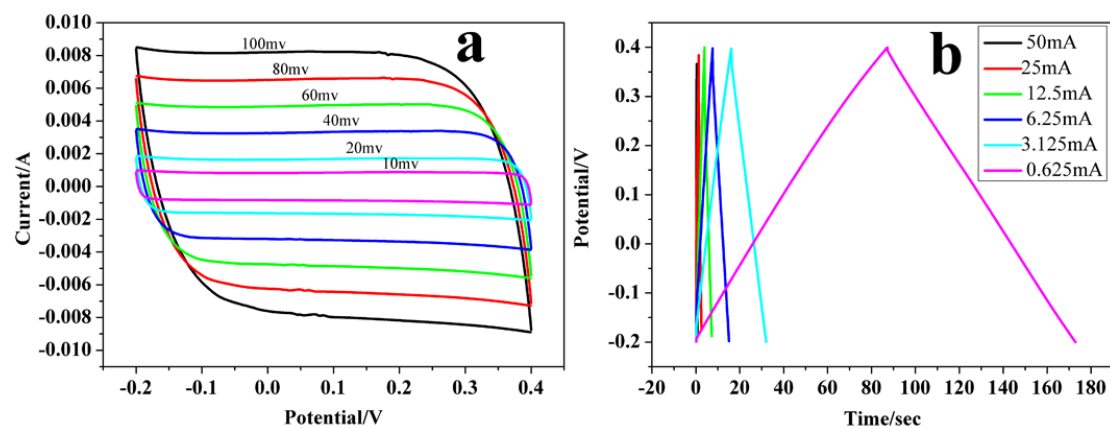 a
0.010
0.008
0.006
0.004
0.002
0.000
-0.002
-0.004
-0.006
-0.008
-0.010
Current/A
100mv
80mv
60mv
40mv
20mv
10mv
-0.2
-0.1
0.0
0.1
0.2
0.3
0.4
Potential/V
b
0.4
0.3
0.2
0.1
0.0
-0.1
-0.2
Potential/V
50mA
25mA
12.5mA
6.25mA
3.125mA
0.625mA
-20
0
20
40
60
80
100
120
140
160
180
Time/sec